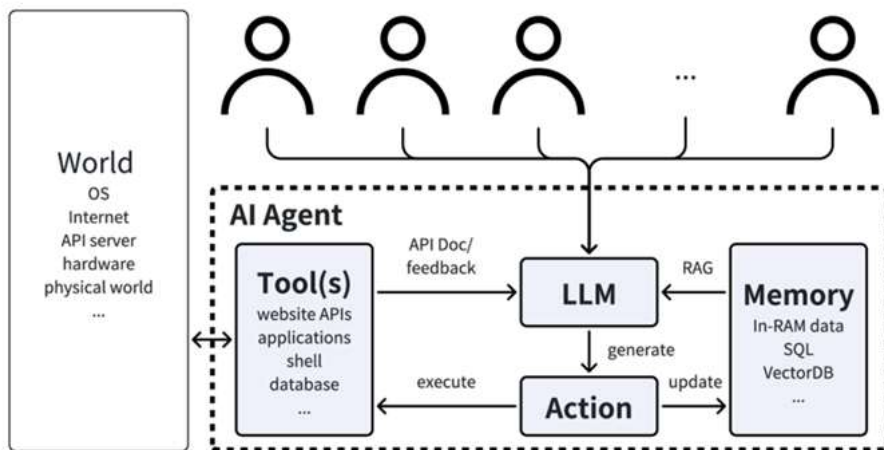 ...
World
OS
Internet
API server
hardware
physical world
...
AI Agent
API Doc/
feedback
Tool(s)
website APIs
applications
shell
database
...
LLM
RAG
Memory
In-RAM data
SQL
VectorDB
...
generate
execute
Action
update